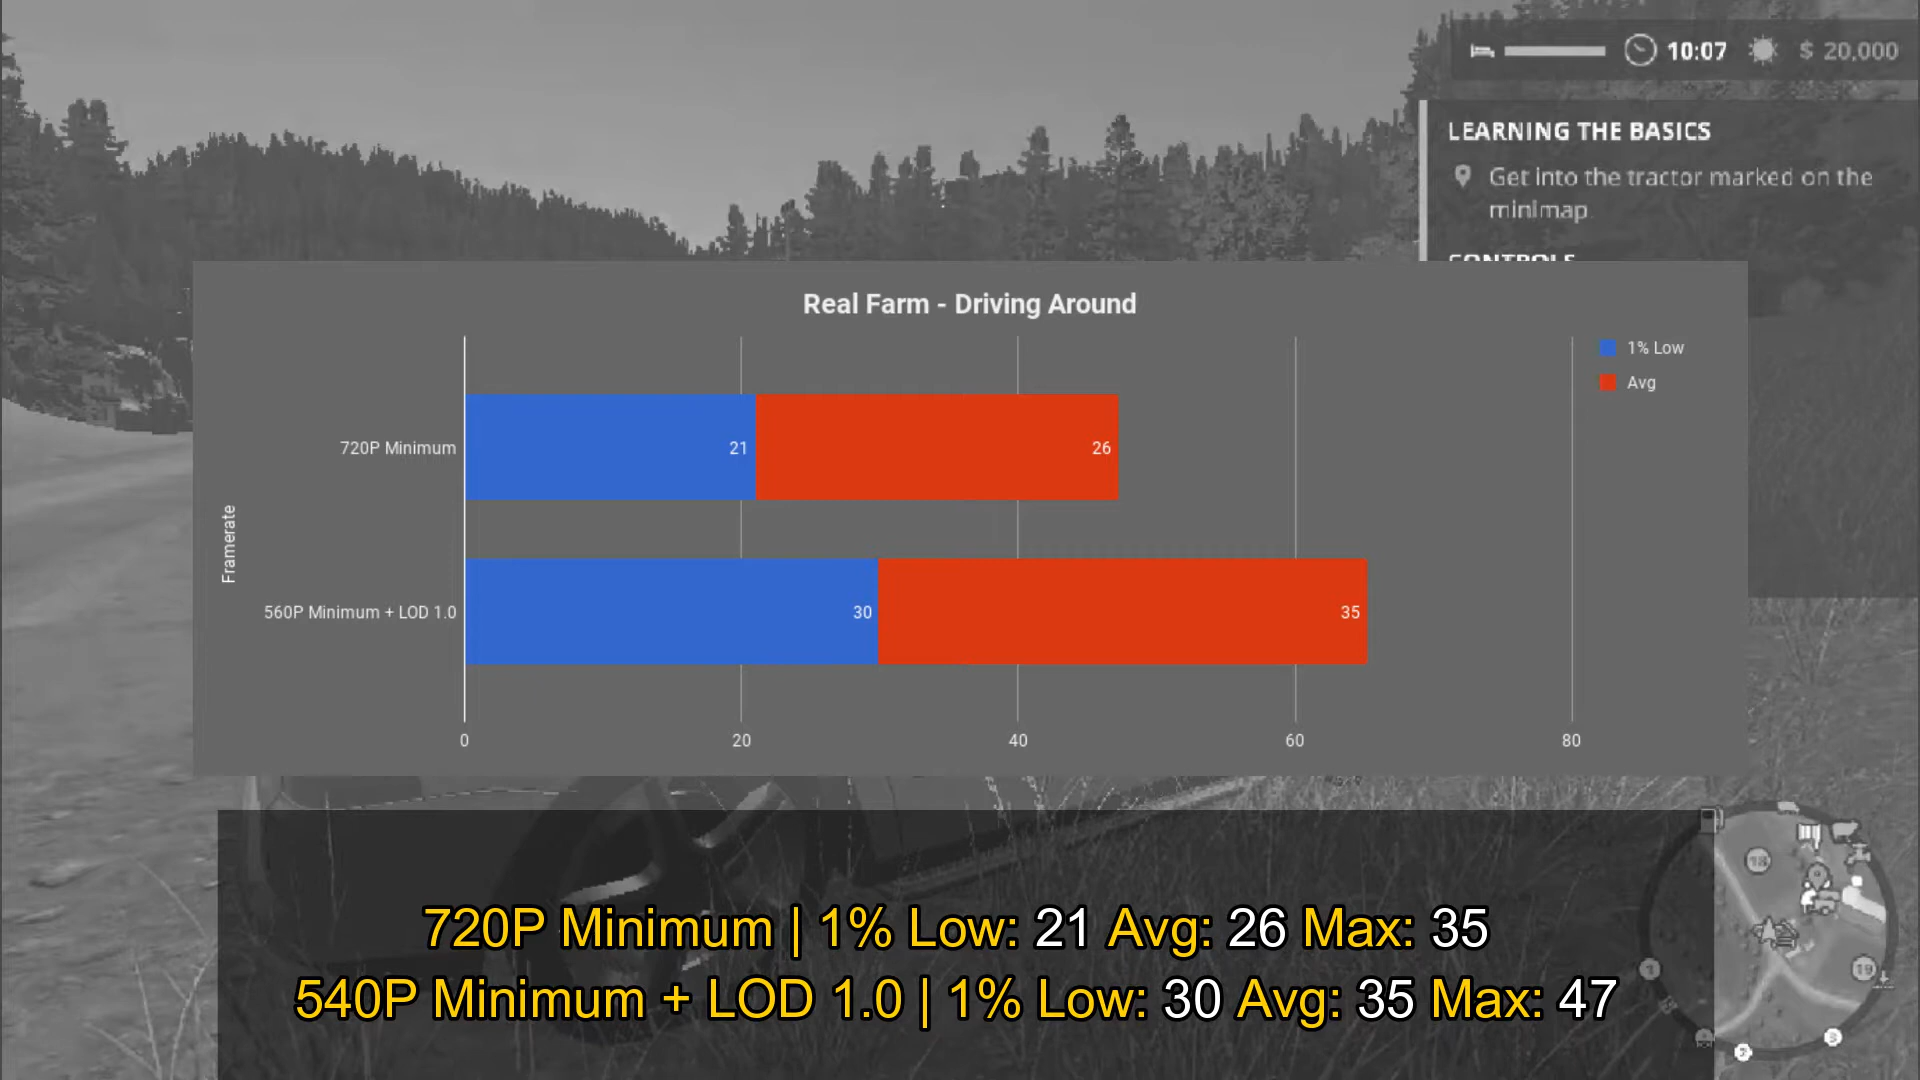 10:07 $ 20,000
LEARNING THE BASICS
Get into the tractor marked on the
minimap
CONTROLS
Real Farm - Driving Around
1% Low
Avg
720P Minimum
21
26
Framerate
560P Minimum + LOD 1.0
30
35
0 20 40 60 80
18
19
720P Minimum | 1% Low: 21 Avg: 26 Max: 35
540P Minimum + LOD 1.0 | 1% Low: 30 Avg: 35 Max: 47